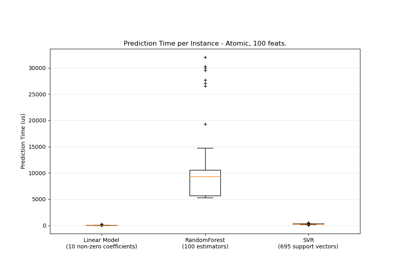 Prediction Time per Instance - Atomic, 100 feats.
Prediction Time (us)
30000
25000
20000
15000
10000
5000
0
Linear Model
(10 non-zero coefficients)
RandomForest
(100 estimators)
SVR
(695 support vectors)